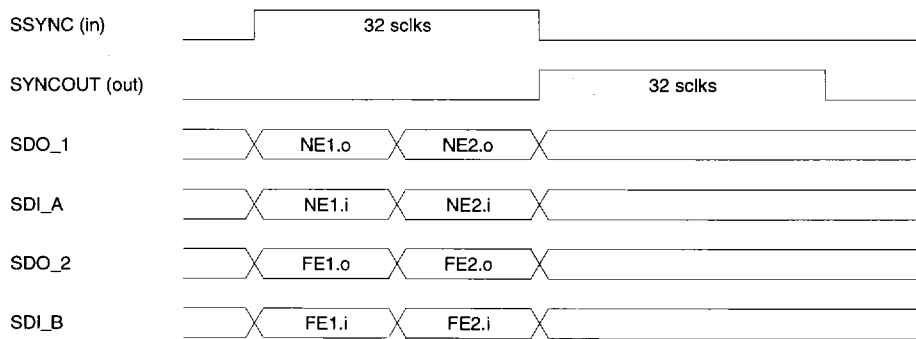 SSYNC (in) 32 sclks
SYNCOUT (out) 32 sclks
SDO_1 NE1.o NE2.o
SDI_A NE1.i NE2.i
SDO_2 FE1.o FE2.o
SDI_B FE1.i FE2.i